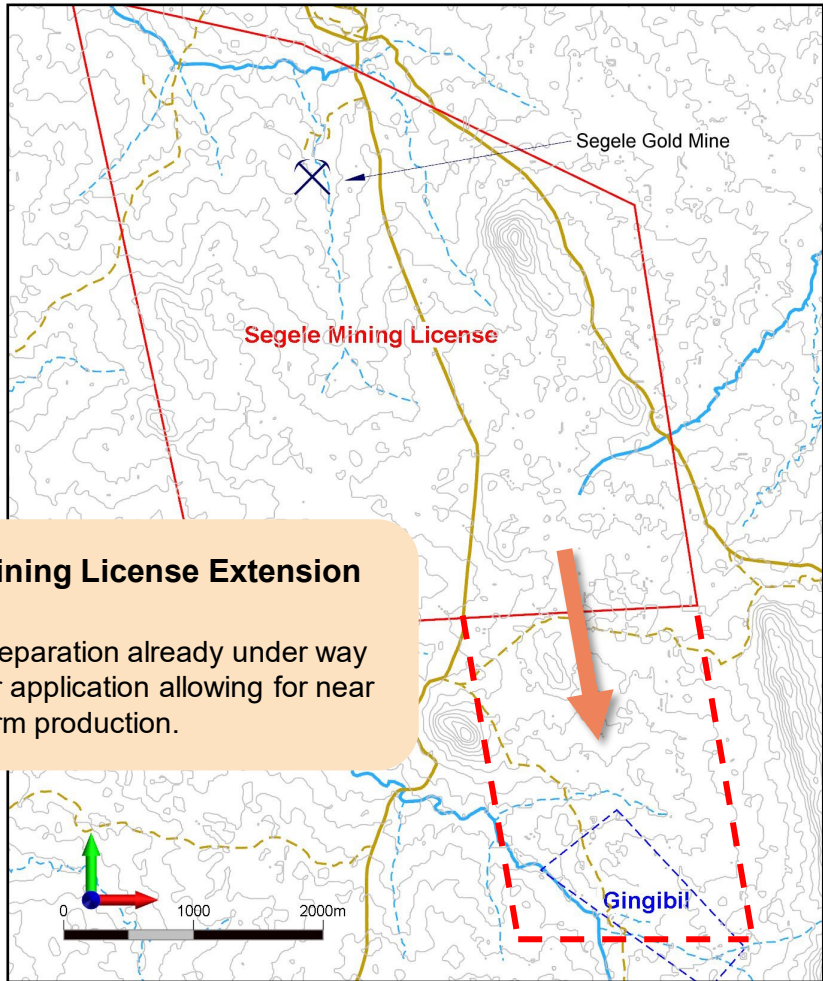 Segele Gold Mine
Segele Mining License
ining License Extension
eparation already under way
r application allowing for near
rm production.
Gingibil
0 1000 2000m